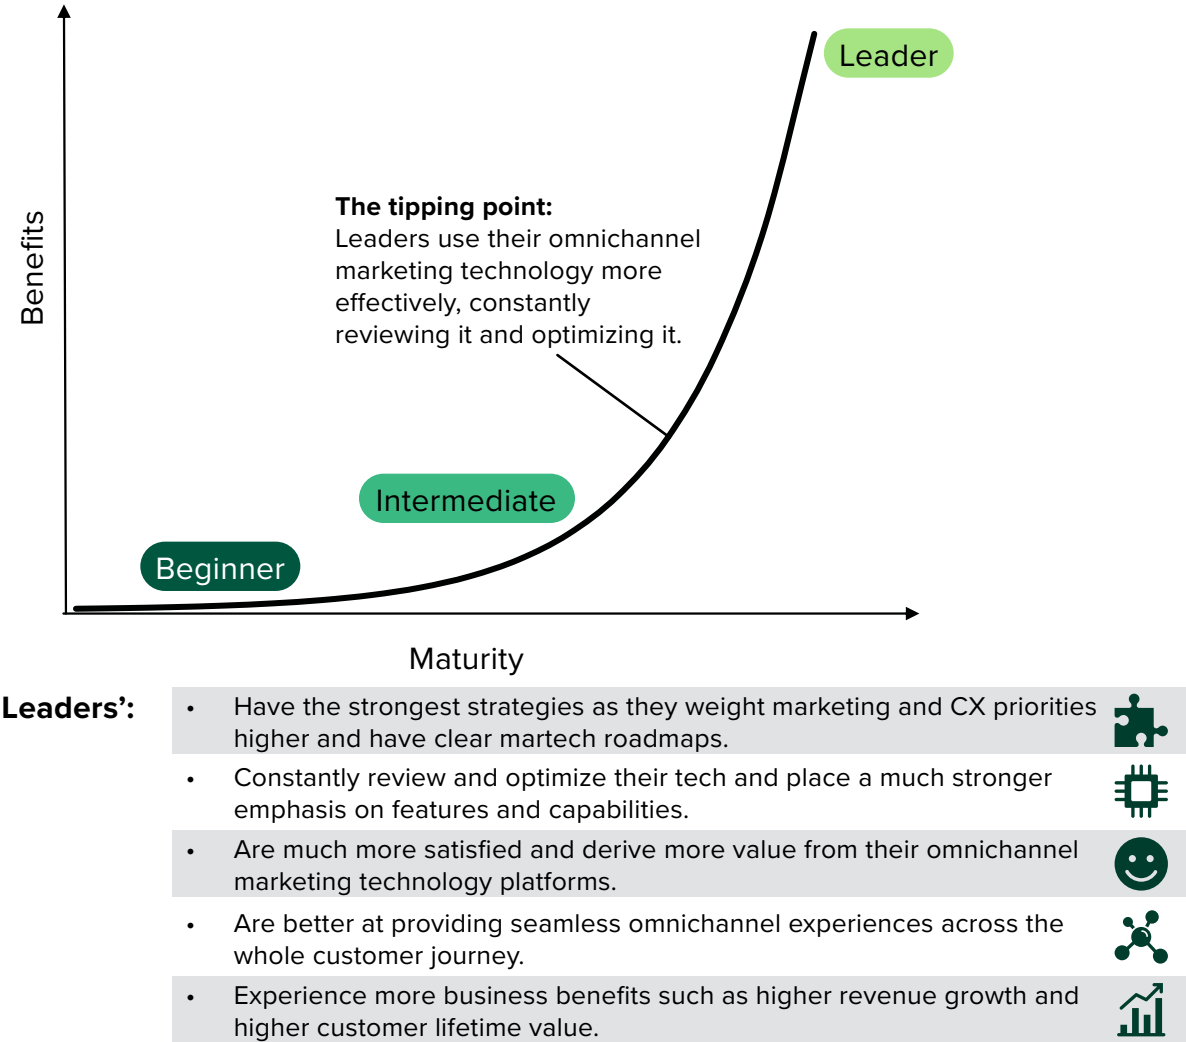 Leader
The tipping point:
Leaders use their omnichannel
marketing technology more
effectively, constantly
reviewing it and optimizing it.
Benefits
Intermediate
Beginner
Maturity
Leaders’:
• Have the strongest strategies as they weight marketing and CX priorities
higher and have clear martech roadmaps.
• Constantly review and optimize their tech and place a much stronger
emphasis on features and capabilities.
• Are much more satisfied and derive more value from their omnichannel
marketing technology platforms.
• Are better at providing seamless omnichannel experiences across the
whole customer journey.
• Experience more business benefits such as higher revenue growth and
higher customer lifetime value.